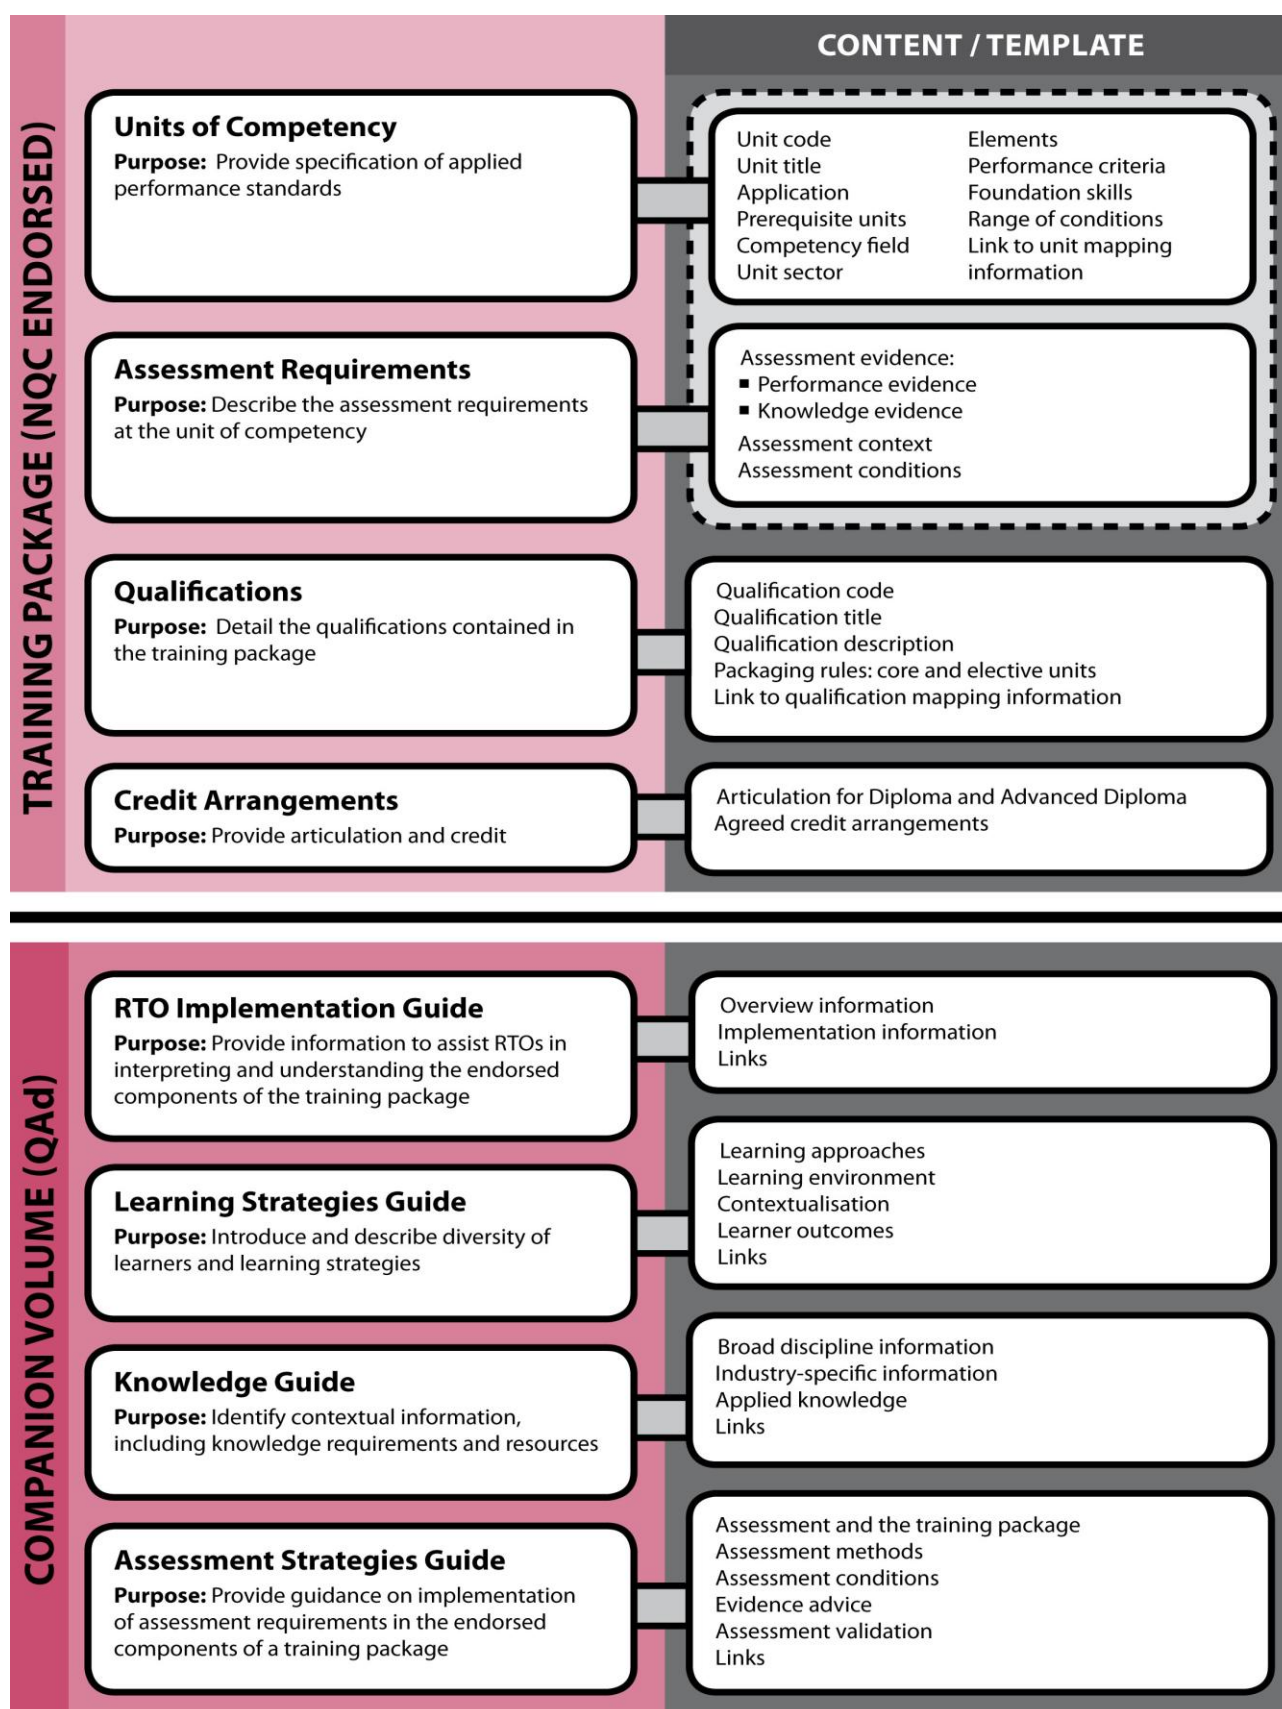 CONTENT / TEMPLATE
TRAINING PACKAGE (NQC ENDORSED)
Units of Competency
Purpose: Provide specification of applied
performance standards
Unit code
Unit title
Application
Prerequisite units
Competency field
Unit sector
Elements
Performance criteria
Foundation skills
Range of conditions
Link to unit mapping
information
Assessment Requirements
Purpose: Describe the assessment requirements
at the unit of competency
Assessment evidence:
▪ Performance evidence
▪ Knowledge evidence
Assessment context
Assessment conditions
Qualifications
Purpose: Detail the qualifications contained in
the training package
Qualification code
Qualification title
Qualification description
Packaging rules: core and elective units
Link to qualification mapping information
Credit Arrangements
Purpose: Provide articulation and credit
Articulation for Diploma and Advanced Diploma
Agreed credit arrangements
COMPANION VOLUME (QAd)
RTO Implementation Guide
Purpose: Provide information to assist RTOs in
interpreting and understanding the endorsed
components of the training package
Overview information
Implementation information
Links
Learning Strategies Guide
Purpose: Introduce and describe diversity of
learners and learning strategies
Learning approaches
Learning environment
Contextualisation
Learner outcomes
Links
Knowledge Guide
Purpose: Identify contextual information,
including knowledge requirements and resources
Broad discipline information
Industry-specific information
Applied knowledge
Links
Assessment Strategies Guide
Purpose: Provide guidance on implementation
of assessment requirements in the endorsed
components of a training package
Assessment and the training package
Assessment methods
Assessment conditions
Evidence advice
Assessment validation
Links